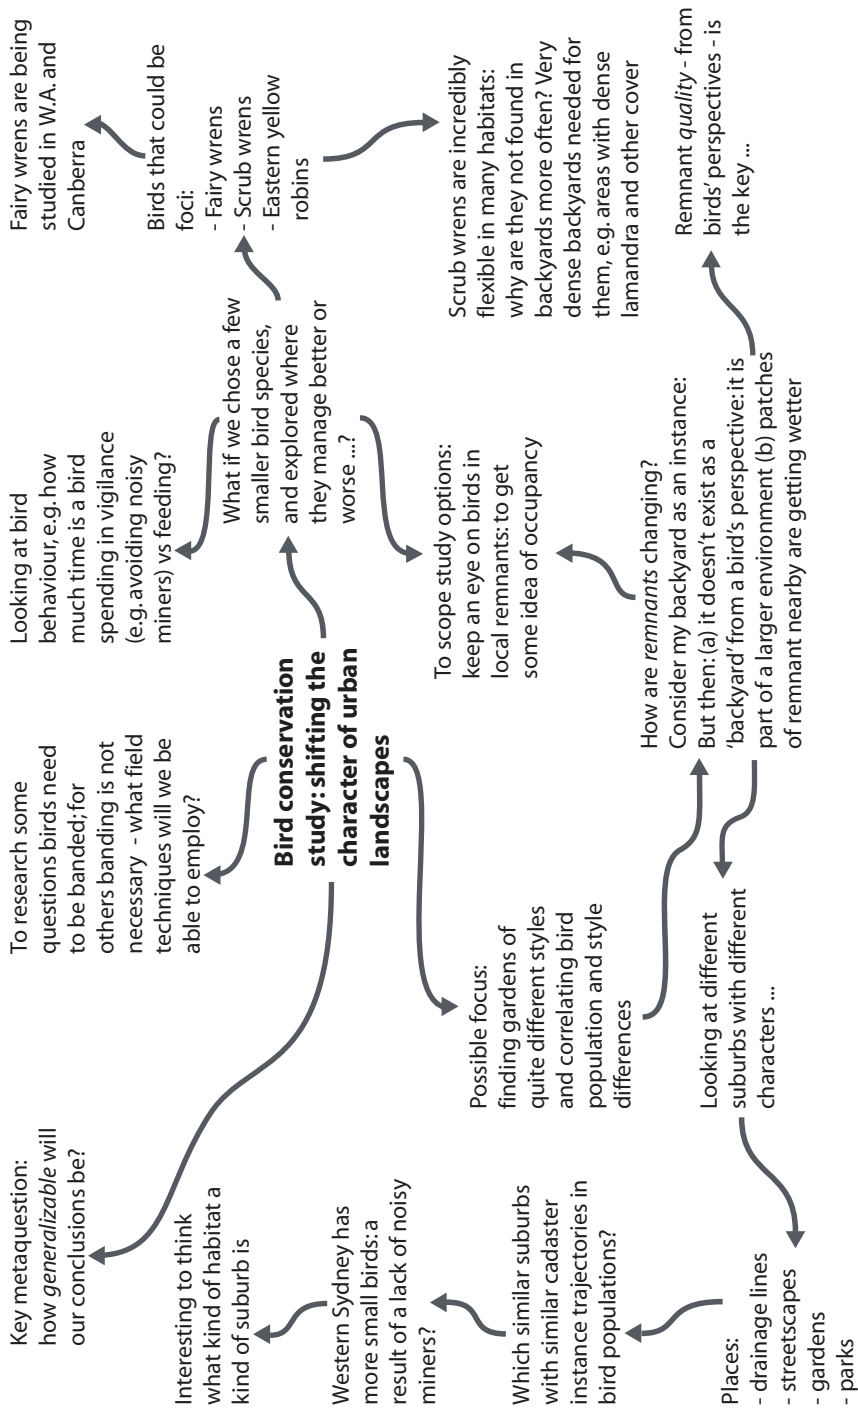 Key metaquestion:
how generalizable will
our conclusions be?
To research some
questions birds need
to be banded; for
others banding is not
necessary - what field
techniques will we be
able to employ?
Looking at bird
behaviour, e.g. how
much time is a bird
spending in vigilance
(e.g. avoiding noisy
miners) vs feeding?
Fairy wrens are being
studied in W.A. and
Canberra
Birds that could be
foci:
- Fairy wrens
- Scrub wrens
- Eastern yellow
robins
Interesting to think
what kind of habitat a
kind of suburb is
Bird conservation
study: shifting the
character of urban
landscapes
What if we chose a few
smaller bird species,
and explored where
they manage better or
worse ...?
Western Sydney has
more small birds: a
result of a lack of noisy
miners?
Possible focus:
finding gardens of
quite different styles
and correlating bird
population and style
differences
To scope study options:
keep an eye on birds in
local remnants: to get
some idea of occupancy
Scrub wrens are incredibly
flexible in many habitats:
why are they not found in
backyards more often? Very
dense backyards needed for
them, e.g. areas with dense
lamandra and other cover
Which similar suburbs
with similar cadaster
instance trajectories in
bird populations?
Places:
- drainage lines
- streetscapes
- gardens
- parks
Looking at different
suburbs with different
characters ...
How are remnants changing?
Consider my backyard as an instance:
But then: (a) it doesn't exist as a
'backyard' from a bird's perspective: it is
part of a larger environment (b) patches
of remnant nearby are getting wetter
Remnant quality - from
birds' perspectives - is
the key ...